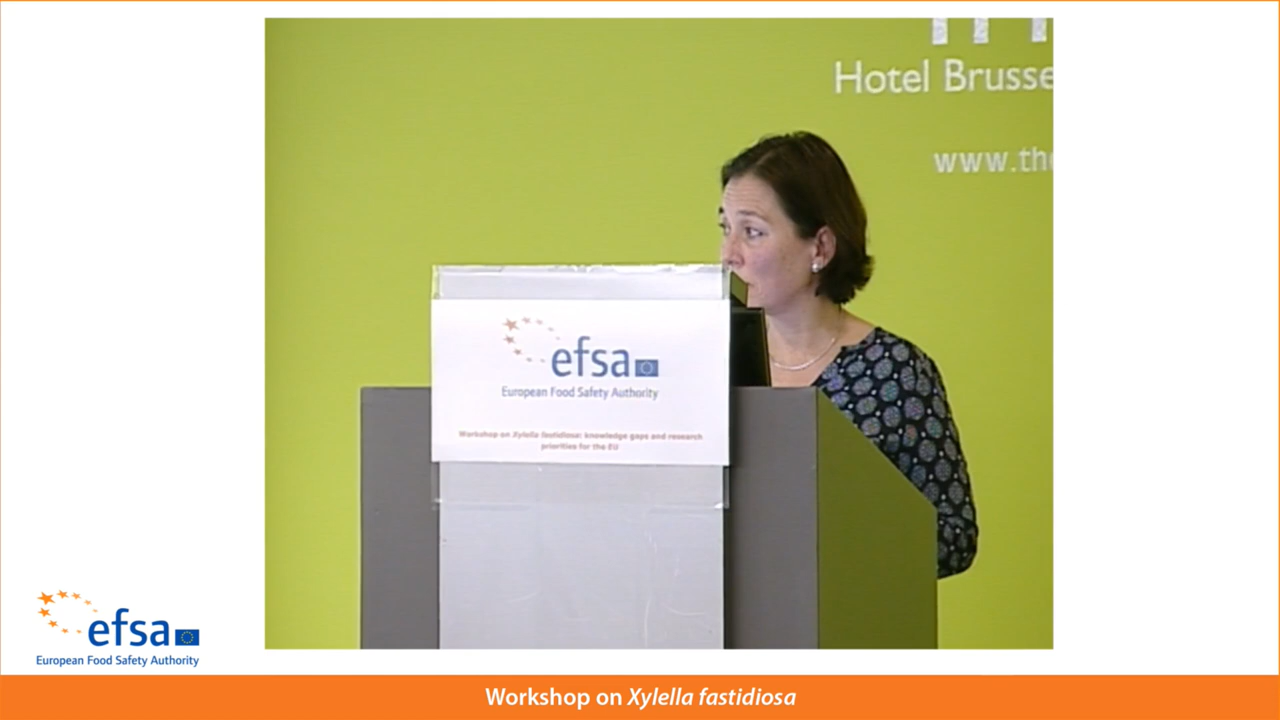 Hotel Brusse
www.th
efsa
European Food Safety Authority
Workshop on Xylella fastidiosa: knowledge gaps and research
priorities for the EU
efsa
European Food Safety Authority
Workshop on Xylella fastidiosa